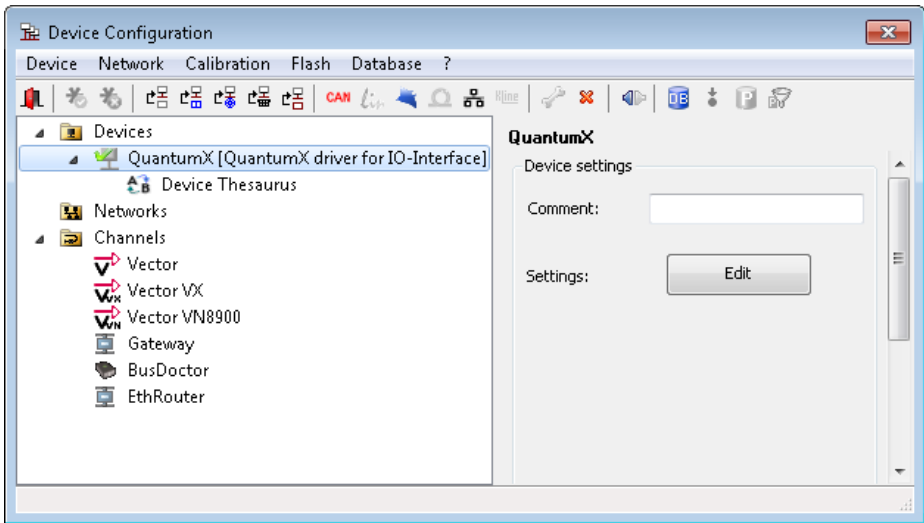 Device Configuration
Device Network Calibration Flash Database ?
CAN Lin Kline DB P
Devices
QuantumX [QuantumX driver for IO-Interface]
A B Device Thesaurus
Networks
Channels
Vector
Vector VX
Vector VN8900
Gateway
BusDoctor
EthRouter
QuantumX
Device settings
Comment:
Settings: Edit